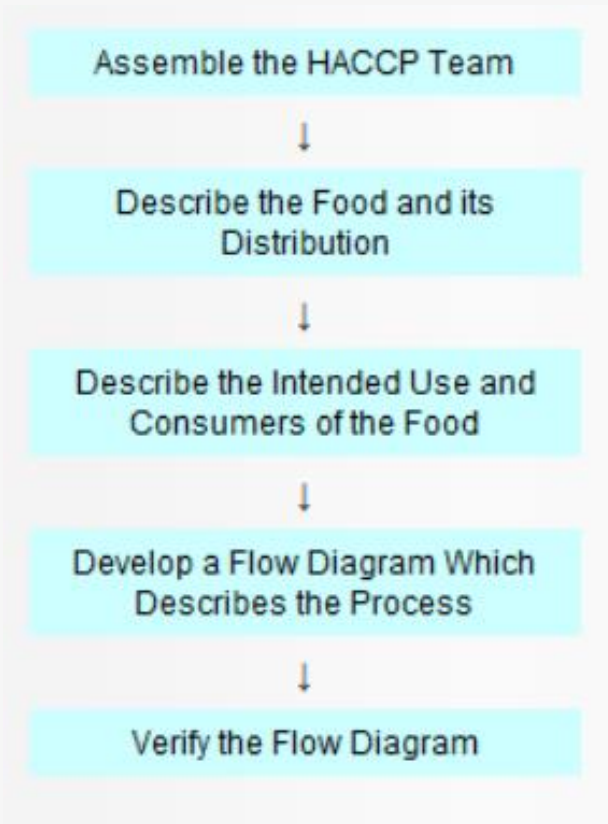 Assemble the HACCP Team
↓
Describe the Food and its
Distribution
↓
Describe the Intended Use and
Consumers of the Food
↓
Develop a Flow Diagram Which
Describes the Process
↓
Verify the Flow Diagram